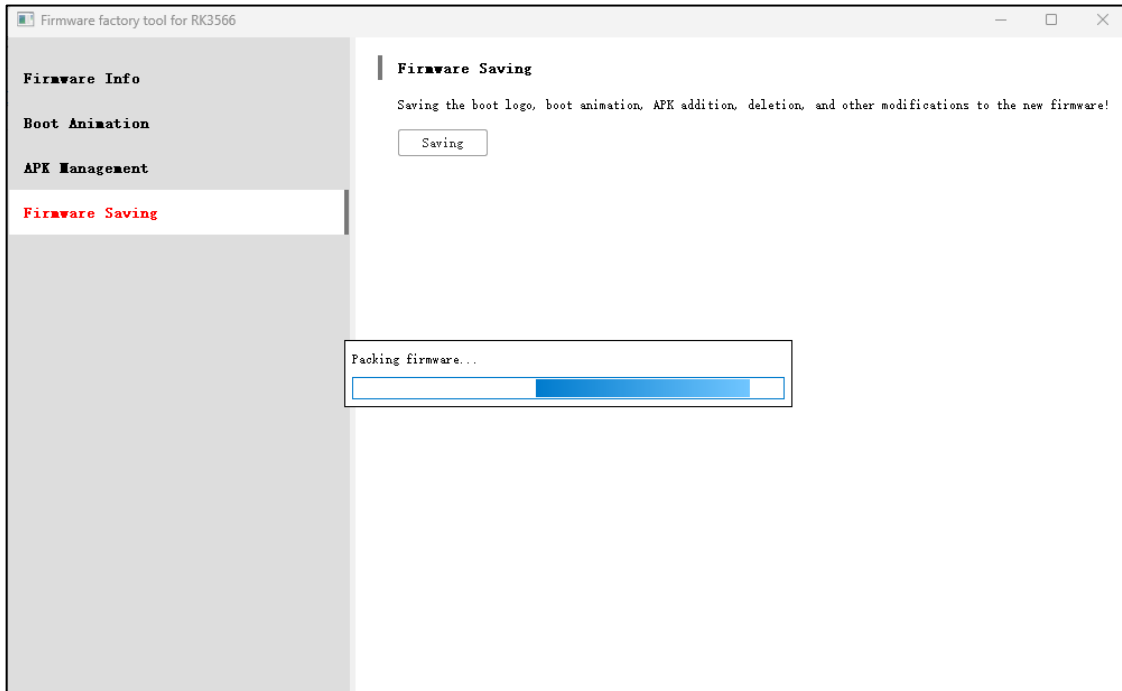 Firmware factory tool for RK3566
Firmware Info
Boot Animation
APK Management
Firmware Saving
Firmware Saving
Saving the boot logo, boot animation, APK addition, deletion, and other modifications to the new firmware!
Saving
Packing firmware...